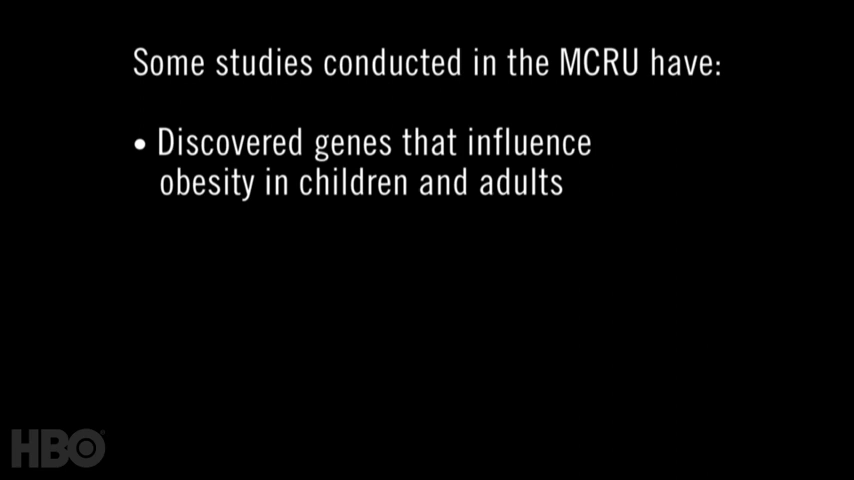 Some studies conducted in the MCRU have:
• Discovered genes that influence
obesity in children and adults
HBO®